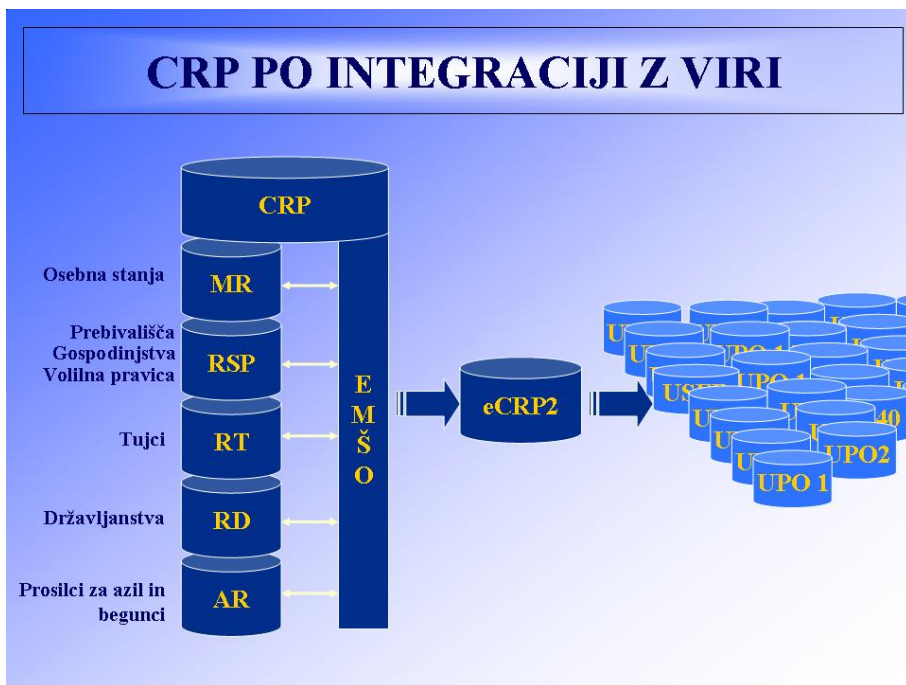 CRP PO INTEGRACIJI Z VIRI
CRP
Osebna stanja
MR
Prebivališča
Gospodinjstva
Volilna pravica
RSP
Tujci
RT
Državljanstva
RD
Prosilci za azil in
begunci
AR
E
M
Š
O
eCRP2
UPO 1
UPO 1
40
UPO2
UPO 1